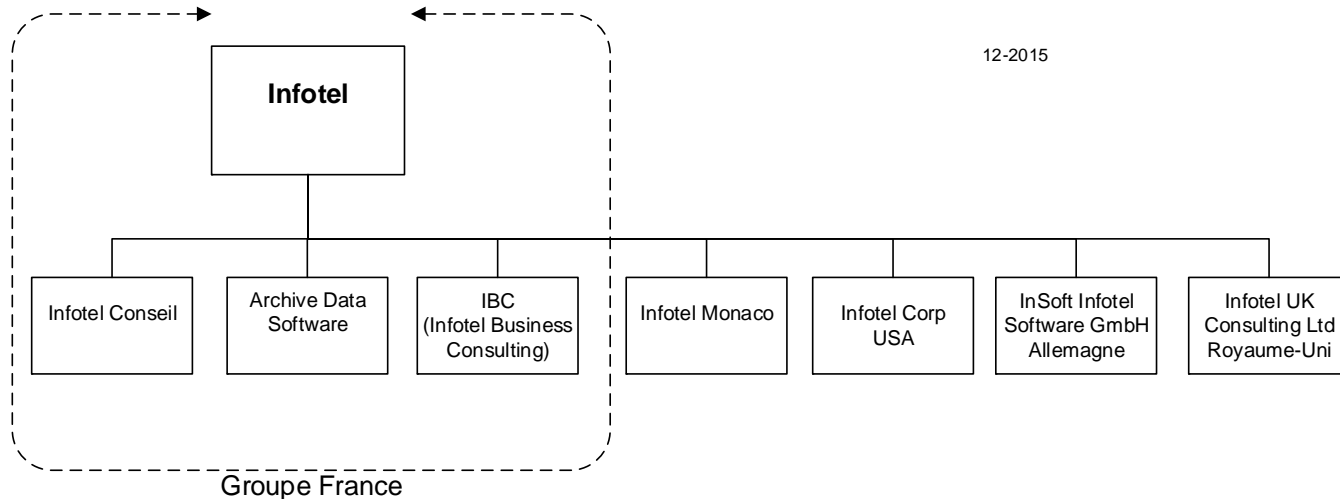 12-2015
Infotel
Infotel Conseil
Archive Data
Software
IBC
(Infotel Business
Consulting)
Infotel Monaco
Infotel Corp
USA
InSoft Infotel
Software GmbH
Allemagne
Infotel UK
Consulting Ltd
Royaume-Uni
Groupe France